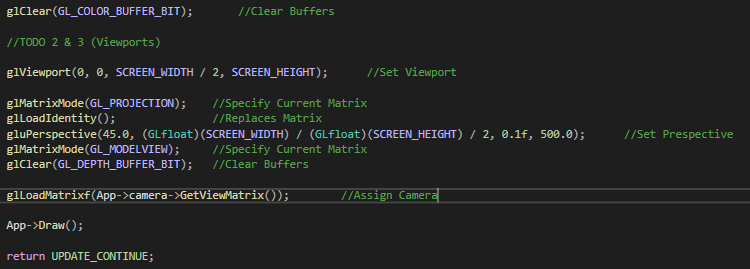 glClear(GL_COLOR_BUFFER_BIT); //Clear Buffers
//TODO 2 & 3 (Viewports)
glViewport(0, 0, SCREEN_WIDTH / 2, SCREEN_HEIGHT); //Set Viewport
glMatrixMode(GL_PROJECTION); //Specify Current Matrix
glLoadIdentity(); //Replaces Matrix
gluPerspective(45.0, (GLfloat)(SCREEN_WIDTH) / (GLfloat)(SCREEN_HEIGHT) / 2, 0.1f, 500.0); //Set Prespective
glMatrixMode(GL_MODELVIEW); //Specify Current Matrix
glClear(GL_DEPTH_BUFFER_BIT); //Clear Buffers
glLoadMatrixf(App->camera->GetViewMatrix()); //Assign Camera
App->Draw();
return UPDATE_CONTINUE;